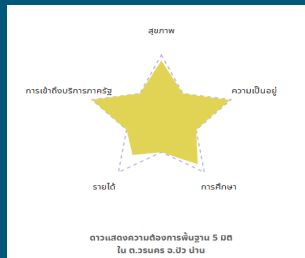 สุขภาพ
การเข้าถึงบริการภาครัฐ
ความเป็นอยู่
รายได้
การศึกษา
ดาวแสดงความต้องการพื้นฐาน 5 มิติ
ใน ต.วรนคร อ.ปัว น่าน